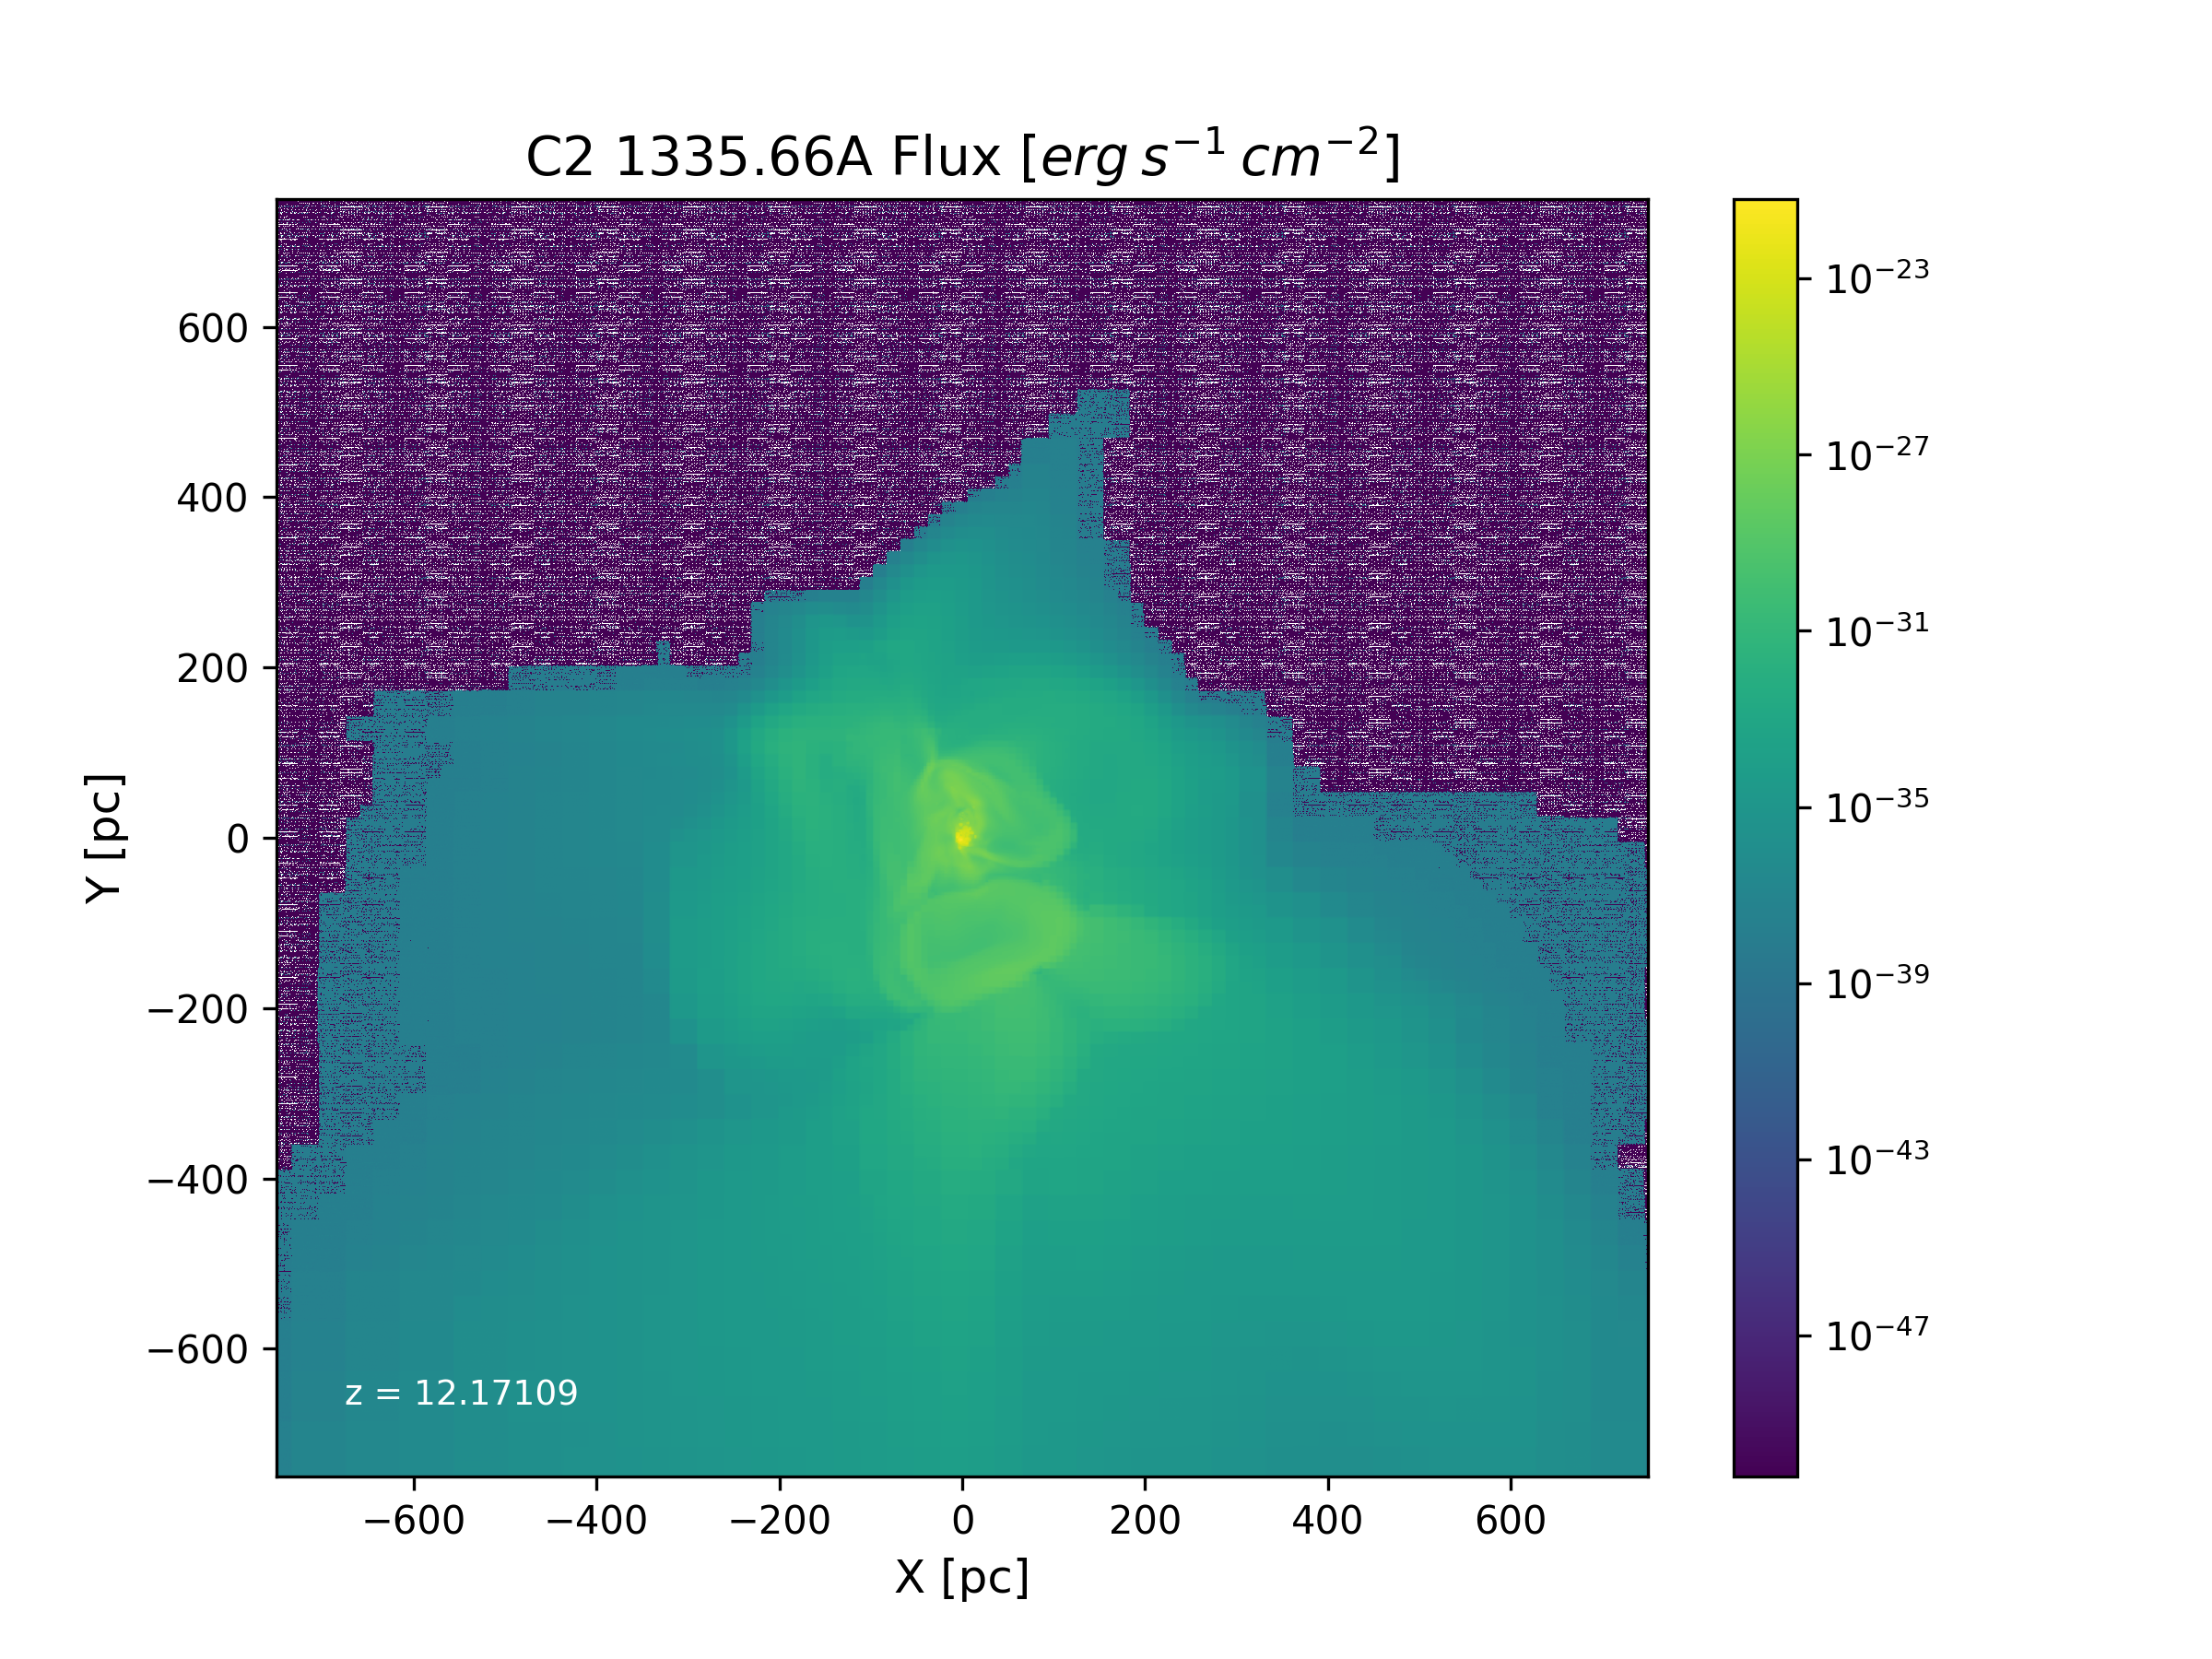 C2 1335.66A Flux [erg s⁻¹ cm⁻²]
600
400
200
0
−200
−400
−600
Y [pc]
z = 12.17109
−600 −400 −200 0 200 400 600
X [pc]
10⁻²³
10⁻²⁷
10⁻³¹
10⁻³⁵
10⁻³⁹
10⁻⁴³
10⁻⁴⁷